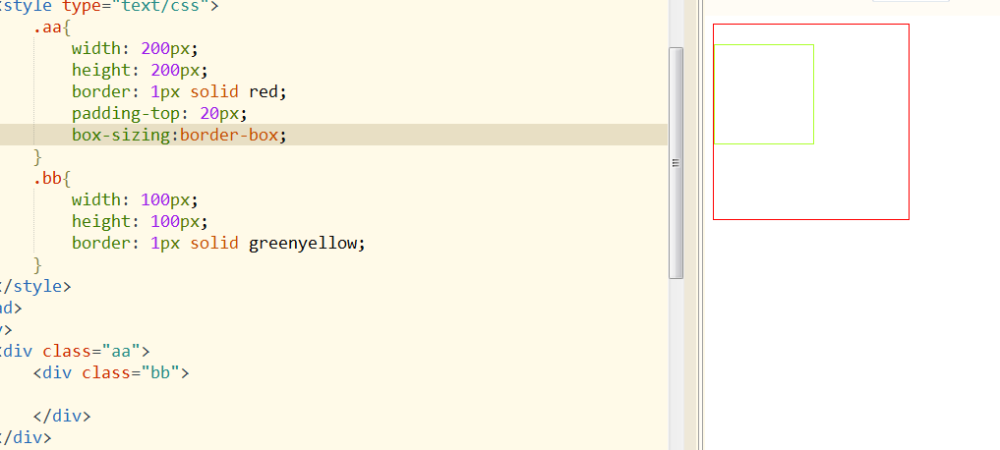 <style type="text/css">
.aa{
width: 200px;
height: 200px;
border: 1px solid red;
padding-top: 20px;
box-sizing:border-box;
}
.bb{
width: 100px;
height: 100px;
border: 1px solid greenyellow;
}
</style>
ad>
y>
<div class="aa">
<div class="bb">
</div>
</div>